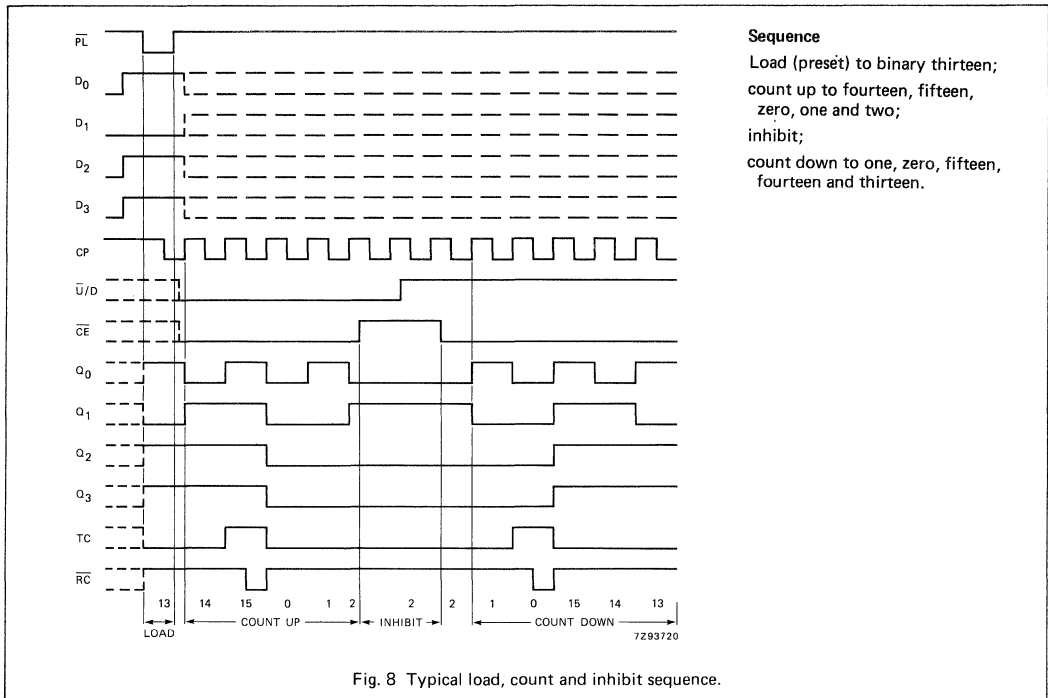 PL
D0
D1
D2
D3
CP
U/D
CE
Q0
Q1
Q2
Q3
TC
RC
13 14 15 0 1 2 2 2 1 0 15 14 13
LOAD COUNT UP INHIBIT COUNT DOWN
7Z93720
Sequence
Load (preset) to binary thirteen;
count up to fourteen, fifteen,
zero, one and two;
inhibit;
count down to one, zero, fifteen,
fourteen and thirteen.
Fig. 8 Typical load, count and inhibit sequence.